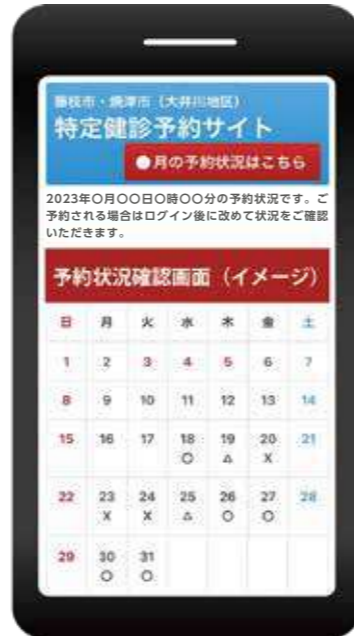 藤枝市・焼津市（大井川地区）
特定健診予約サイト
●月の予約状況はこちら
2023年〇月〇〇日〇時〇〇分の予約状況です。ご
予約される場合はログイン後に改めて状況をご確認
いただきます。
予約状況確認画面（イメージ）
日 月 火 水 木 金 土
1 2 3 4 5 6 7
8 9 10 11 12 13 14
15 16 17 18 19 20 21
○ △ X
22 23 24 25 26 27 28
X X △ ○ ○
29 30 31
○ ○